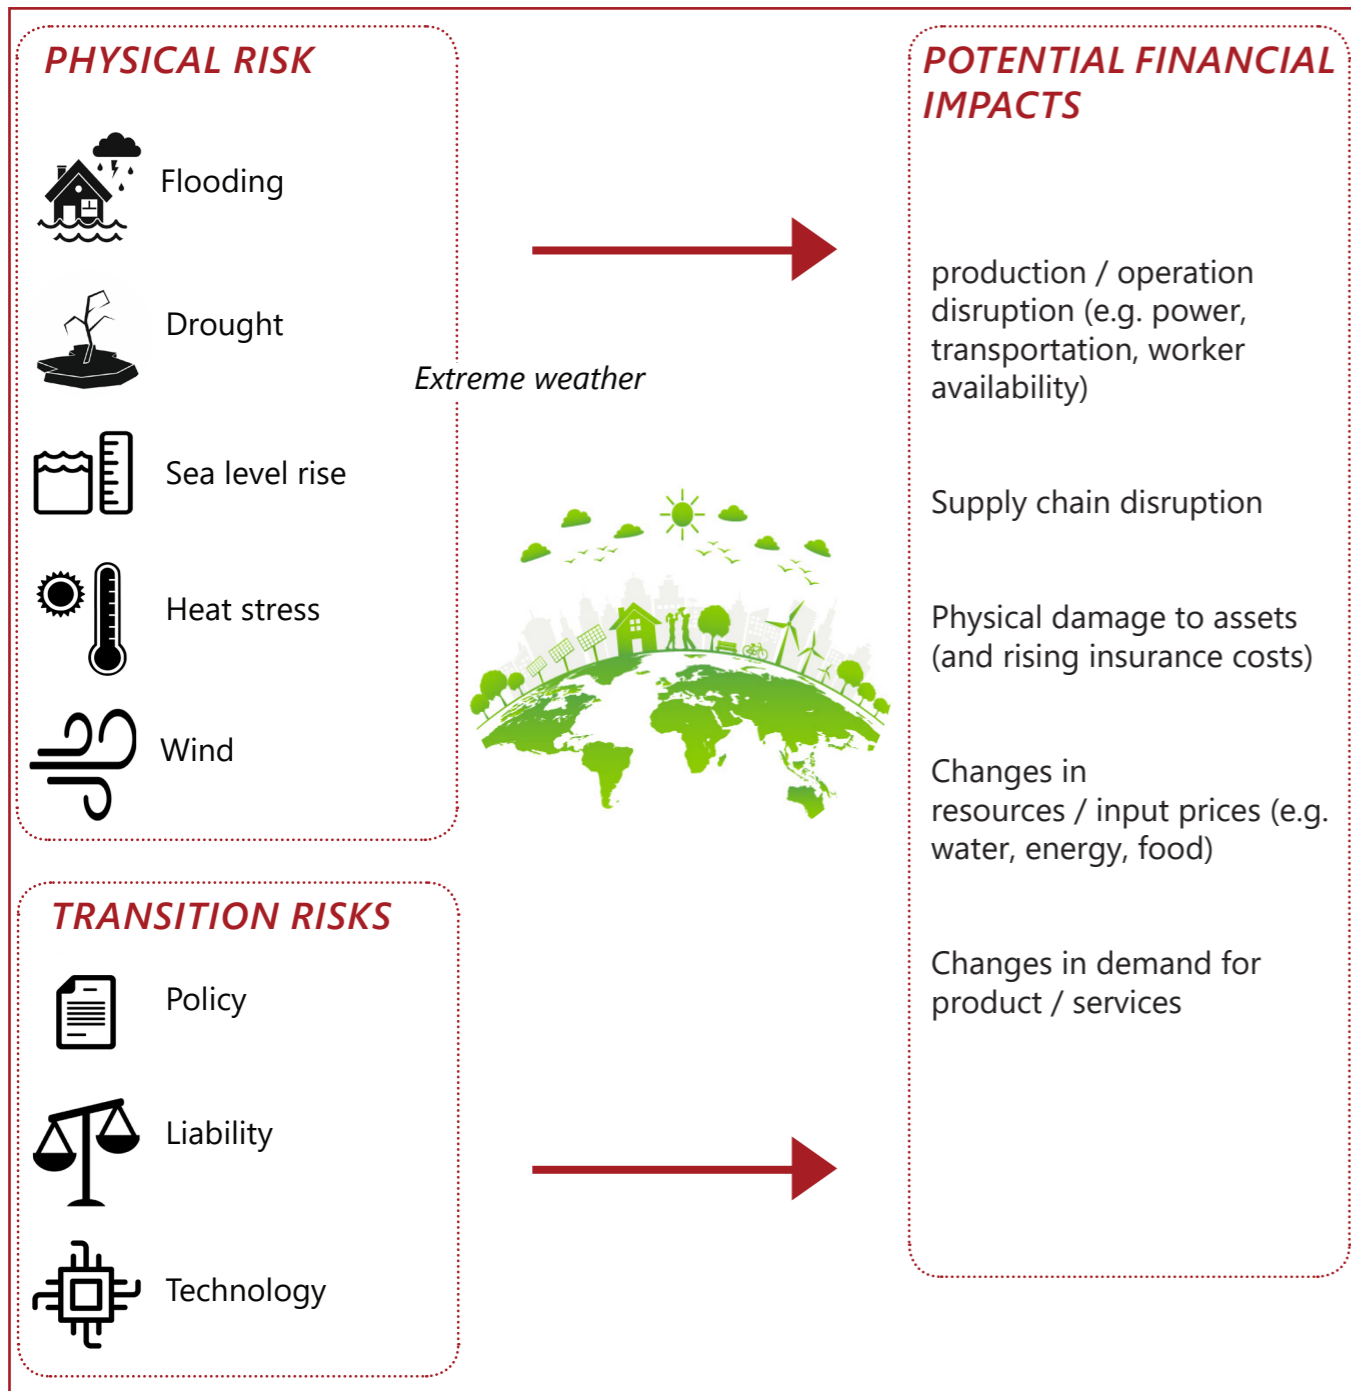 PHYSICAL RISK
Flooding
Drought
Extreme weather
Sea level rise
Heat stress
Wind
TRANSITION RISKS
Policy
Liability
Technology
POTENTIAL FINANCIAL
IMPACTS
production / operation
disruption (e.g. power,
transportation, worker
availability)
Supply chain disruption
Physical damage to assets
(and rising insurance costs)
Changes in
resources / input prices (e.g.
water, energy, food)
Changes in demand for
product / services